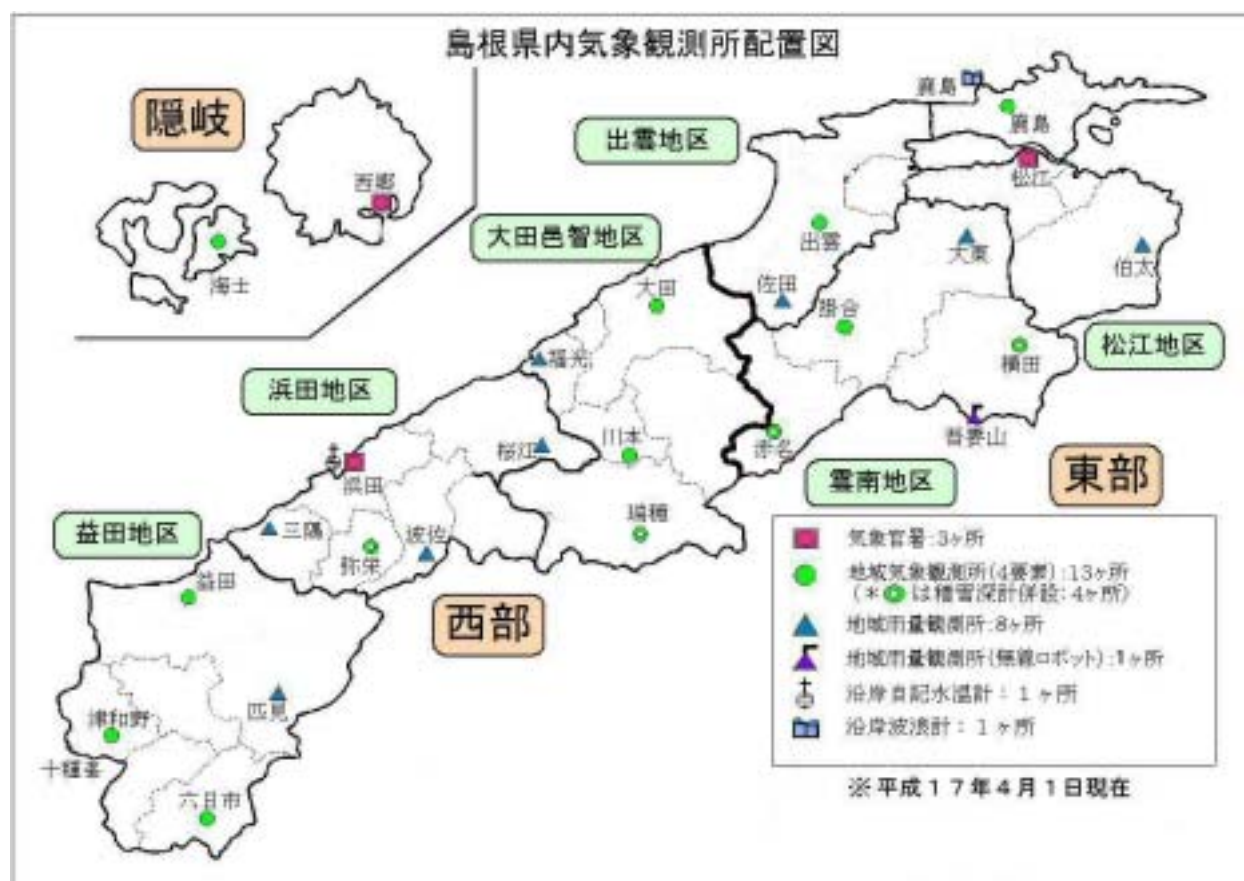 島根県内気象観測所配置図
隠岐
西郷
海士
出雲地区
大田邑智地区
浜田地区
益田地区
松江地区
雲南地区
東部
西部
鹿島
鹿島
松江
出雲
大東
伯太
佐田
掛合
横田
吾妻山
赤名
大田
福光
川本
桜江
瑞穂
浜田
三隅
弥栄
波佐
益田
匹見
津和野
六日市
気象官署:3ヶ所
地域気象観測所(4要素):13ヶ所
(*は積雪深計併設:4ヶ所)
地域雨量観測所:8ヶ所
地域雨量観測所(無線ロボット):1ヶ所
沿岸自記水温計:1ヶ所
沿岸波浪計:1ヶ所
※平成17年4月1日現在